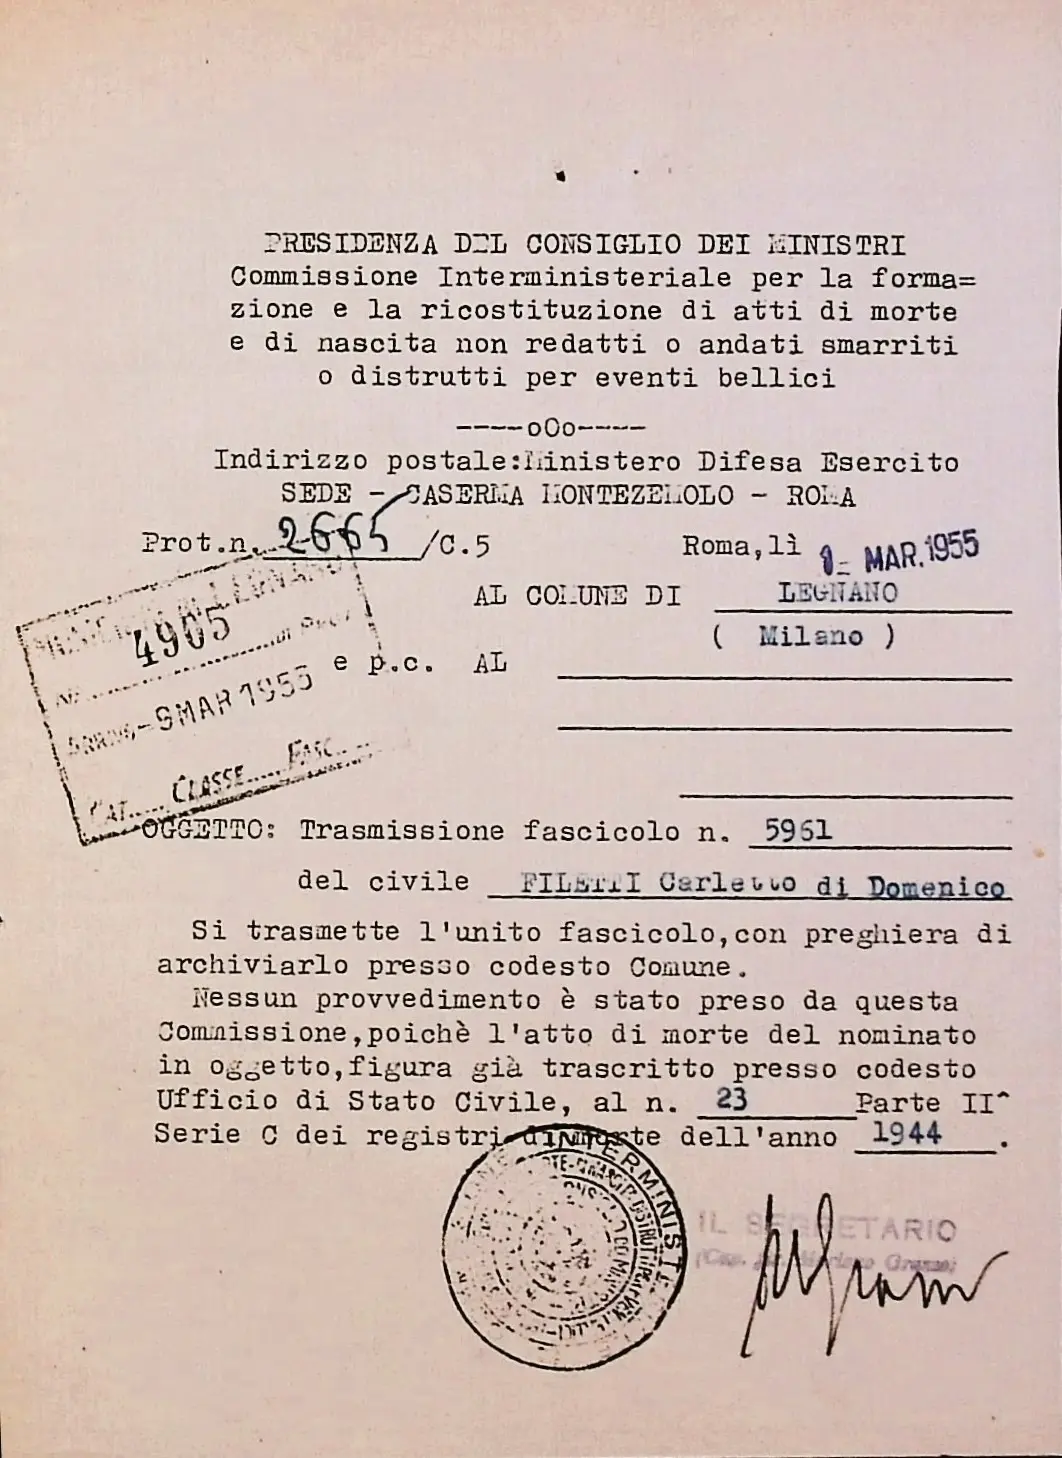 PRESIDENZA DEL CONSIGLIO DEI MINISTRI
Commissione Interministeriale per la forma=
zione e la ricostituzione di atti di morte
e di nascita non redatti o andati smarriti
o distrutti per eventi bellici
----oOo----
Indirizzo postale:Ministero Difesa Esercito
SEDE - CASERMA MONTEZEMOLO - ROMA
Prot.n. 2665 /C.5 Roma,lì MAR.1955
4905
AL COMUNE DI LEGNANO
( Milano )
e p.c. AL
ARRIVO -9 MAR 1955
CAT..... CLASSE..... FASC.....
OGGETTO: Trasmissione fascicolo n. 5961
del civile FILETTI Carletto di Domenico
Si trasmette l'unito fascicolo,con preghiera di
archiviarlo presso codesto Comune.
Nessun provvedimento è stato preso da questa
Commissione,poichè l'atto di morte del nominato
in oggetto,figura già trascritto presso codesto
Ufficio di Stato Civile, al n. 23 Parte II^
Serie C dei registri di morte dell'anno 1944 .
IL SEGRETARIO